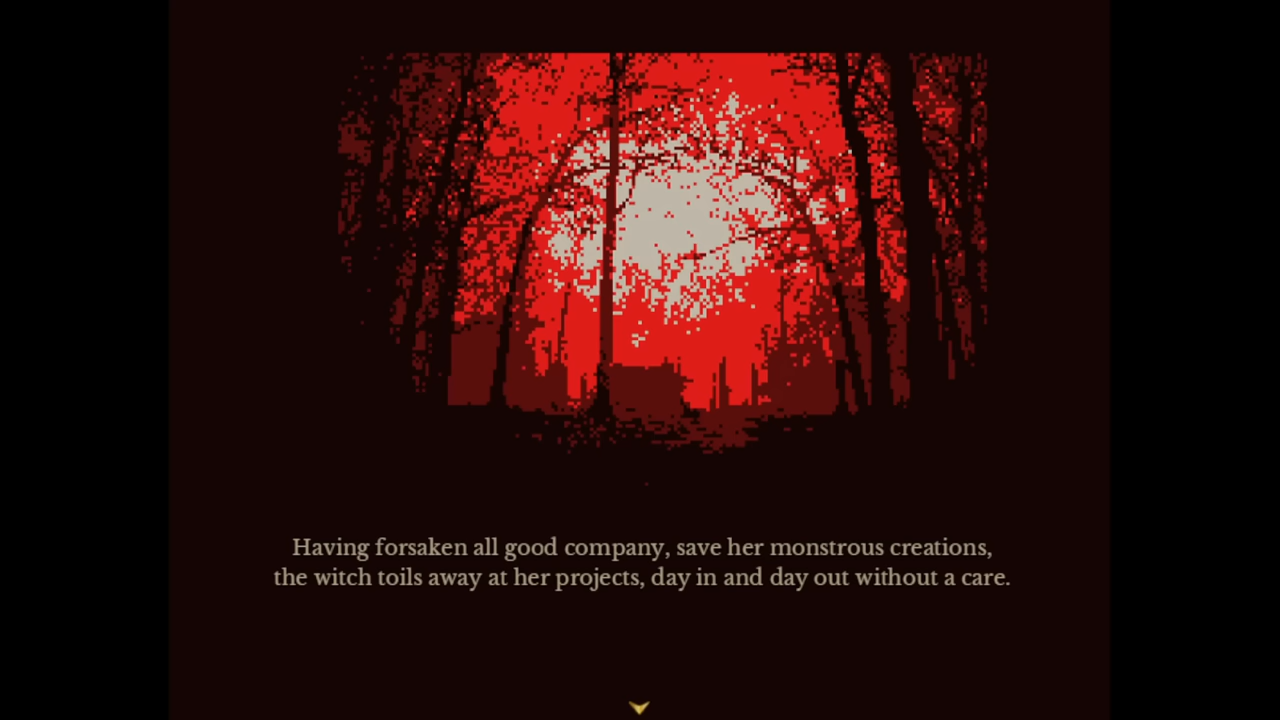 Having forsaken all good company, save her monstrous creations,
the witch toils away at her projects, day in and day out without a care.